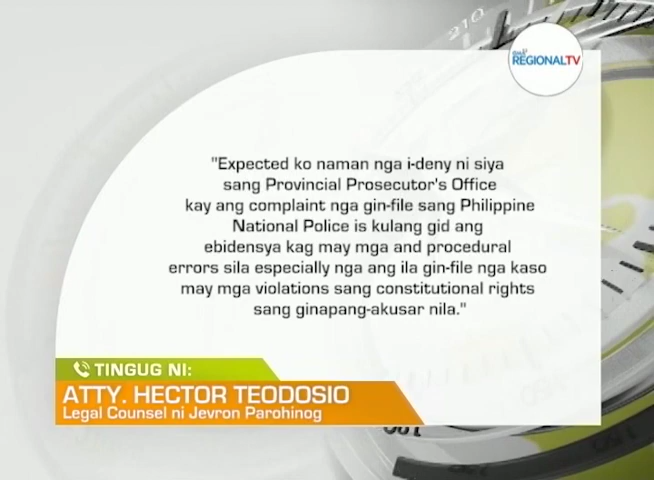 GMA
REGIONALTV
210
"Expected ko naman nga i-deny ni siya
sang Provincial Prosecutor's Office
kay ang complaint nga gin-file sang Philippine
National Police is kulang gid ang
ebidensya kag may mga and procedural
errors sila especially nga ang ila gin-file nga kaso
may mga violations sang constitutional rights
sang ginapang-akusar nila."
TINGUG NI:
ATTY. HECTOR TEODOSIO
Legal Counsel ni Jevron Parohinog